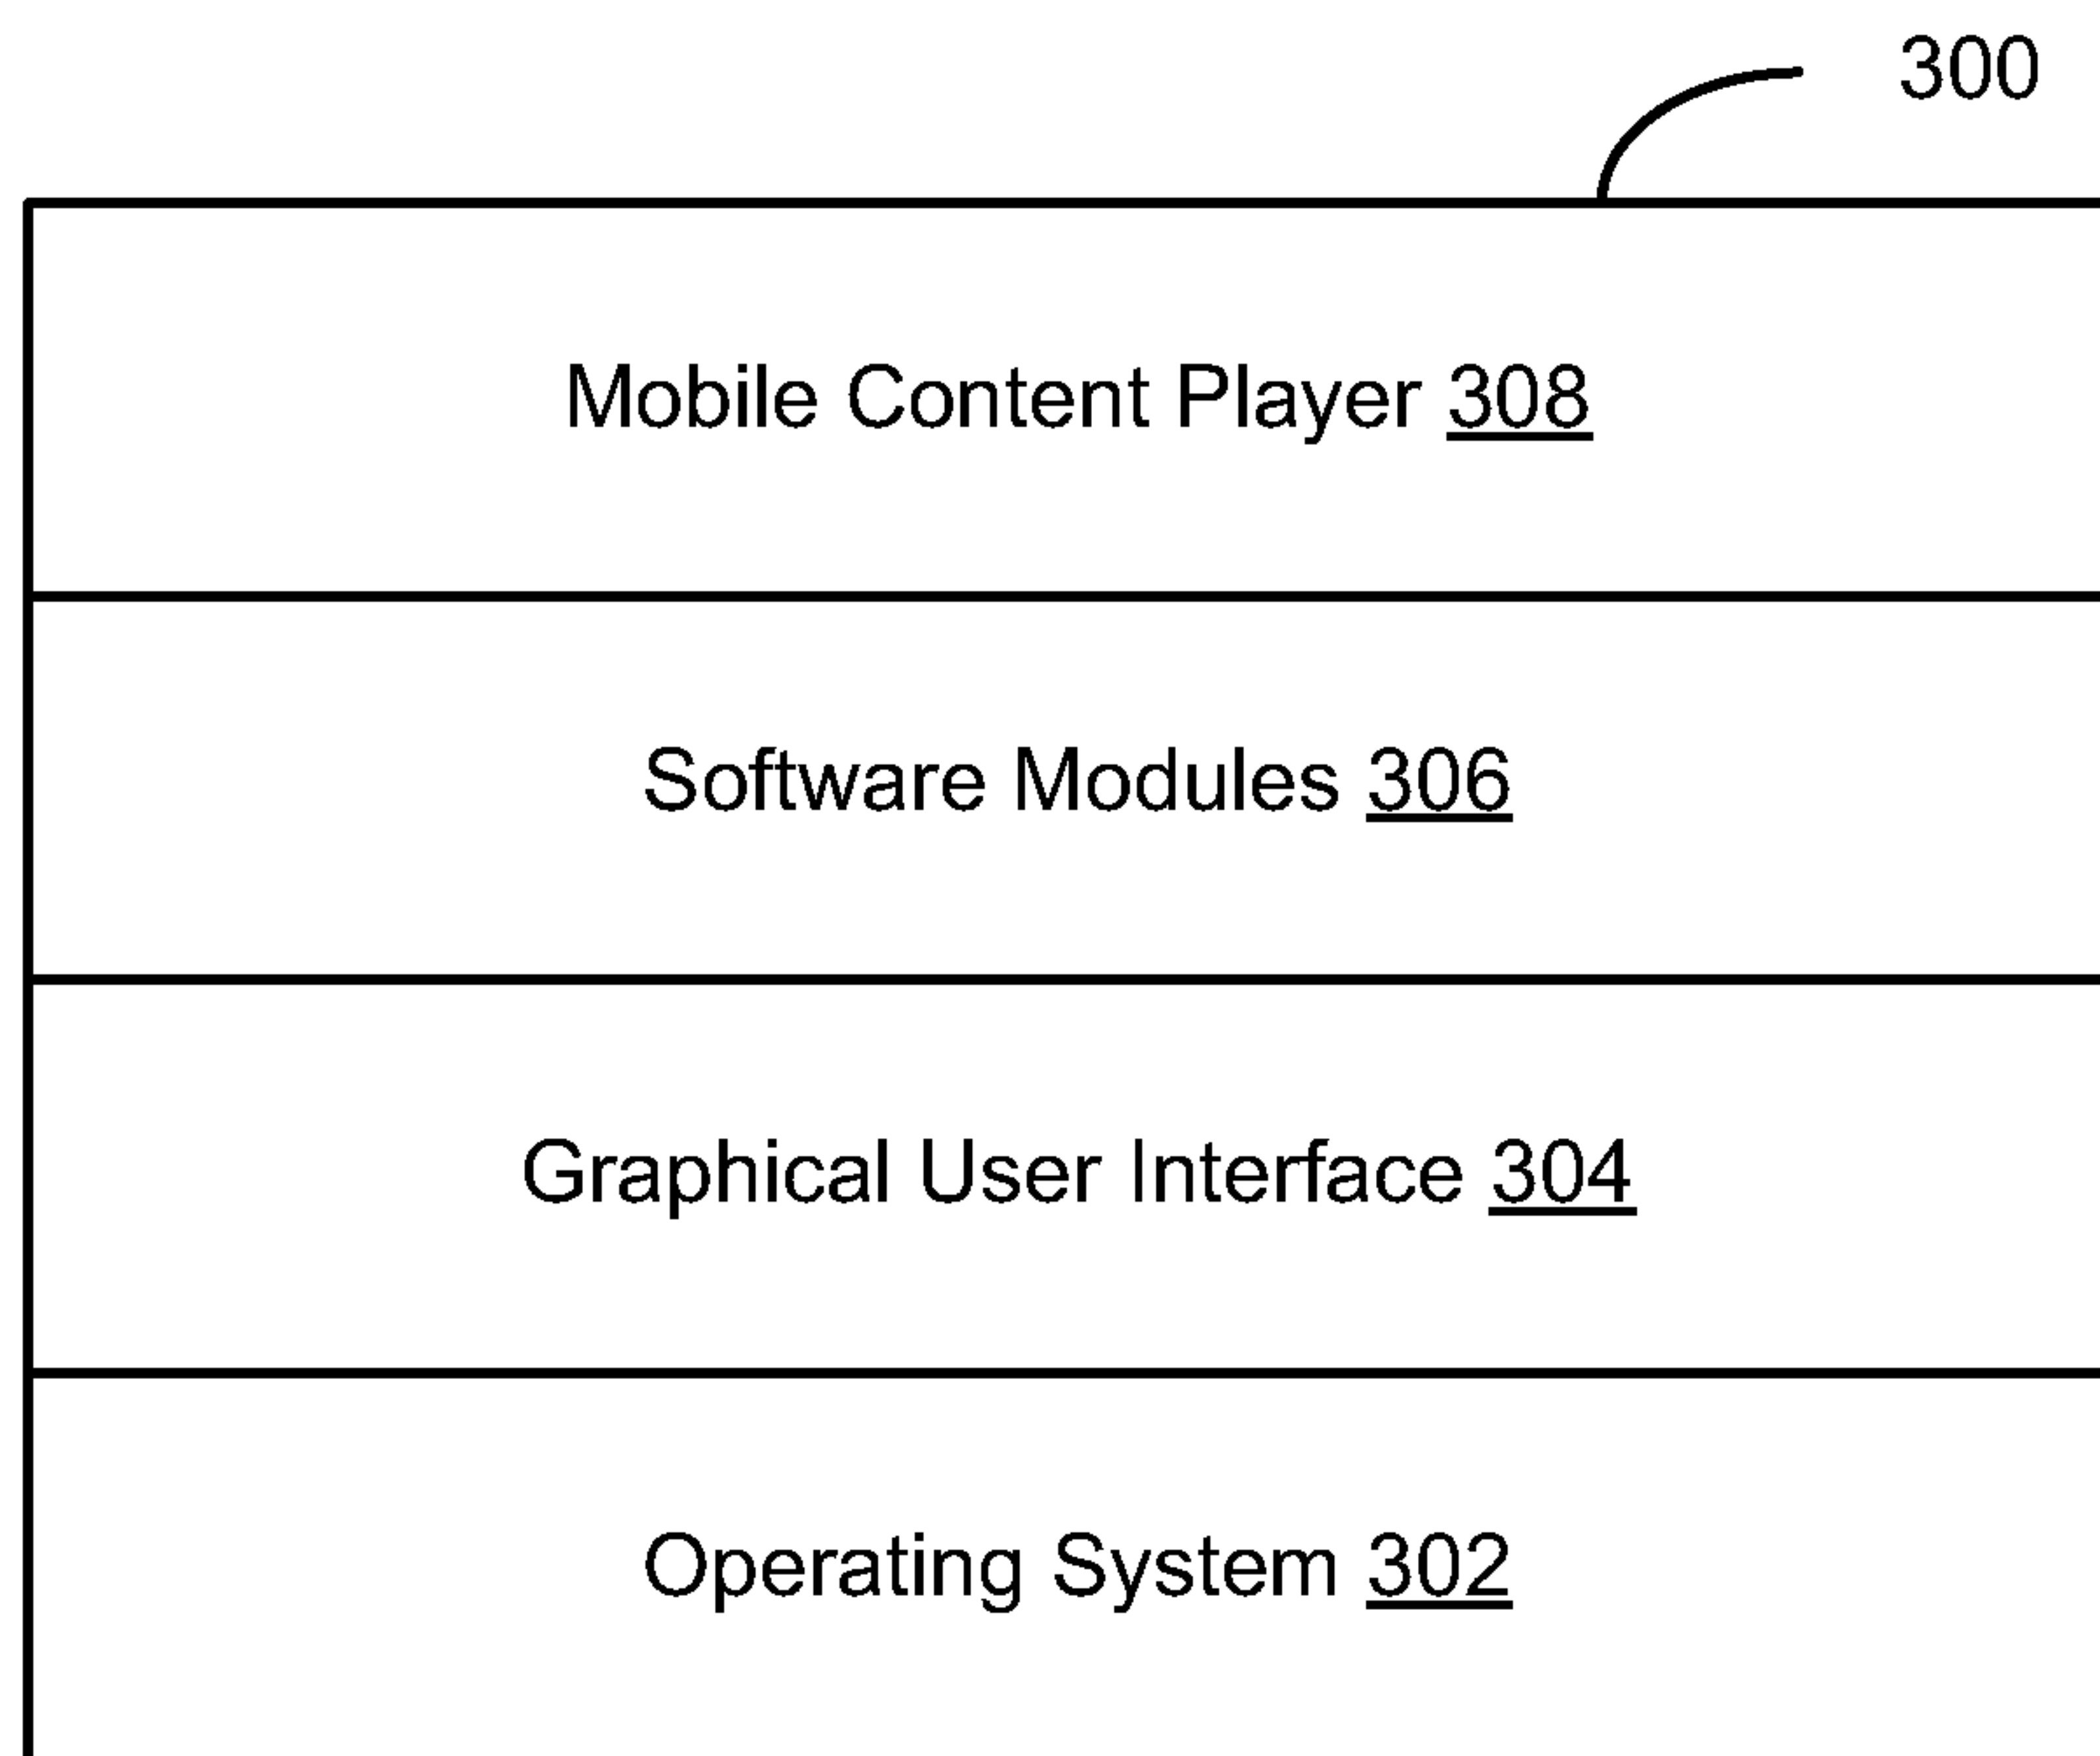 300
Mobile Content Player 308
Software Modules 306
Graphical User Interface 304
Operating System 302